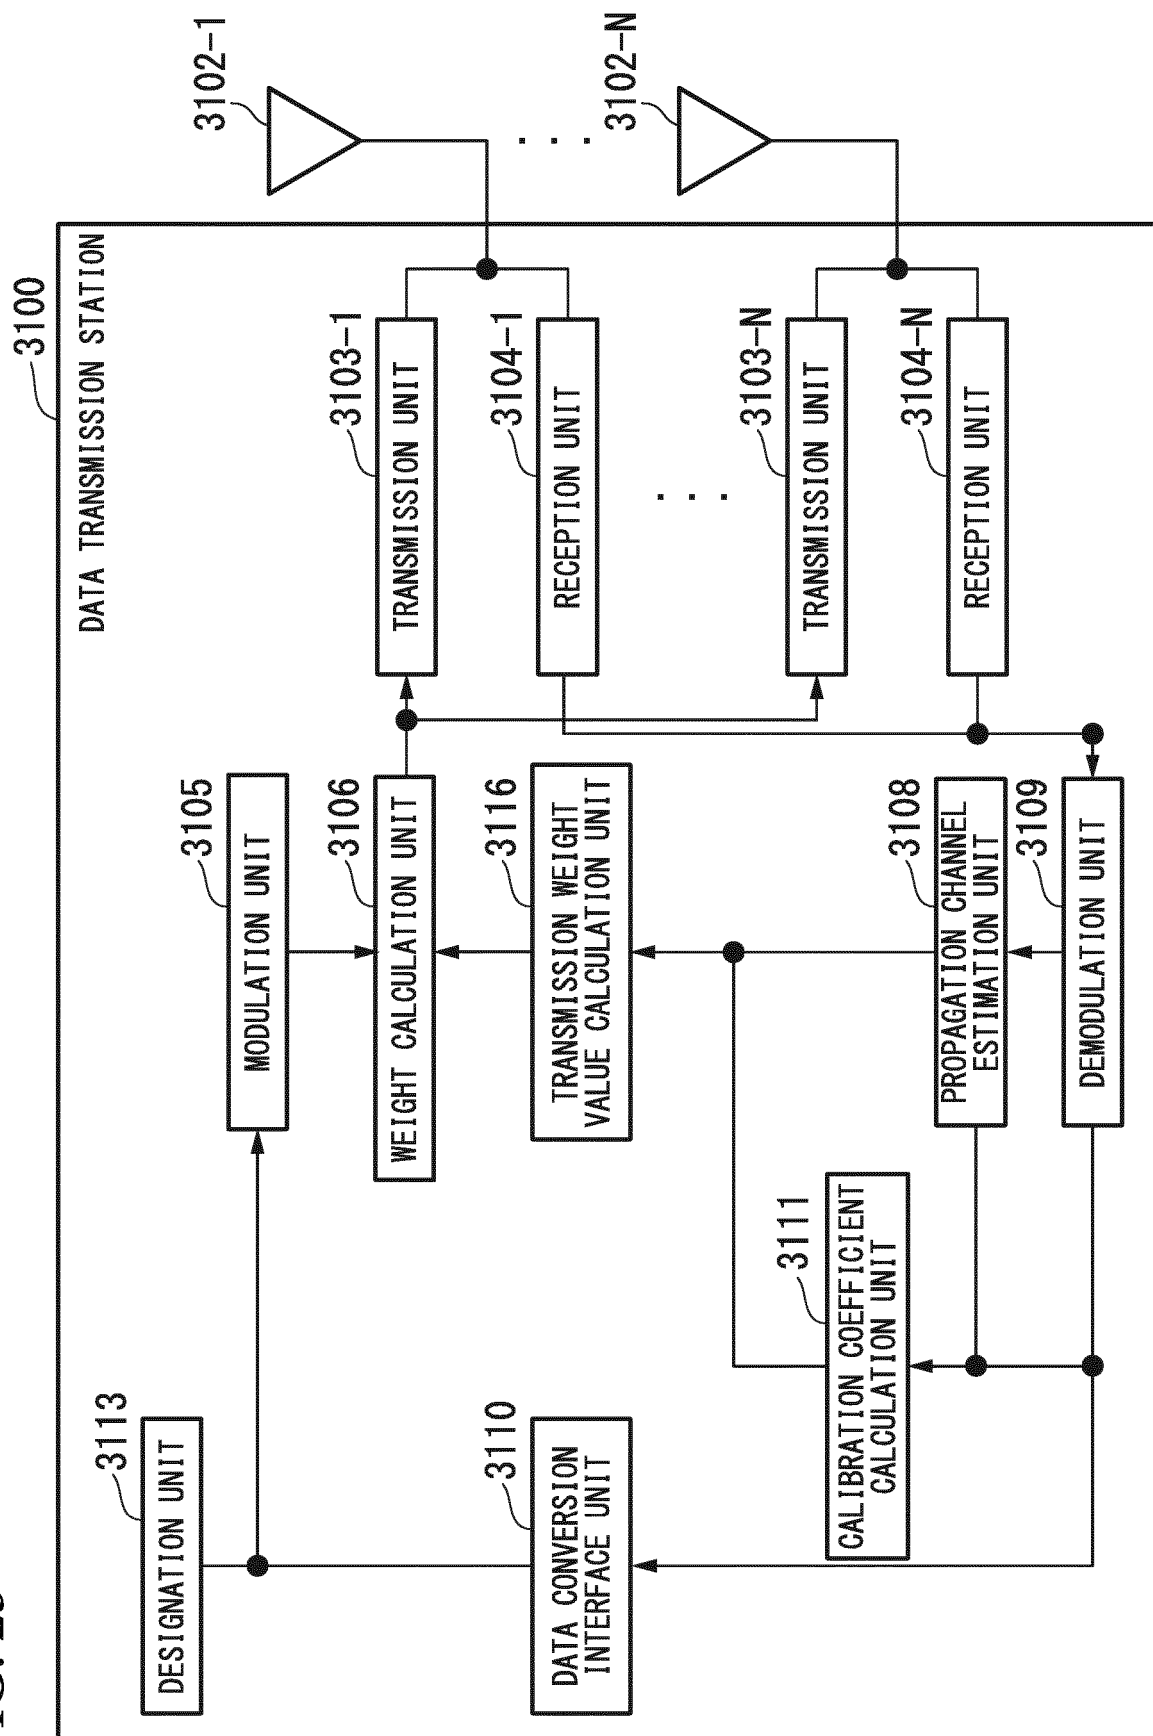 3100
DATA TRANSMISSION STATION
3113
DESIGNATION UNIT
3105
MODULATION UNIT
3102-1
3106
WEIGHT CALCULATION UNIT
3103-1
TRANSMISSION UNIT
3110
DATA CONVERSION
INTERFACE UNIT
3116
TRANSMISSION WEIGHT
VALUE CALCULATION UNIT
3104-1
RECEPTION UNIT
. . .
. . .
3102-N
3111
CALIBRATION COEFFICIENT
CALCULATION UNIT
3103-N
TRANSMISSION UNIT
3108
PROPAGATION CHANNEL
ESTIMATION UNIT
3104-N
RECEPTION UNIT
3109
DEMODULATION UNIT